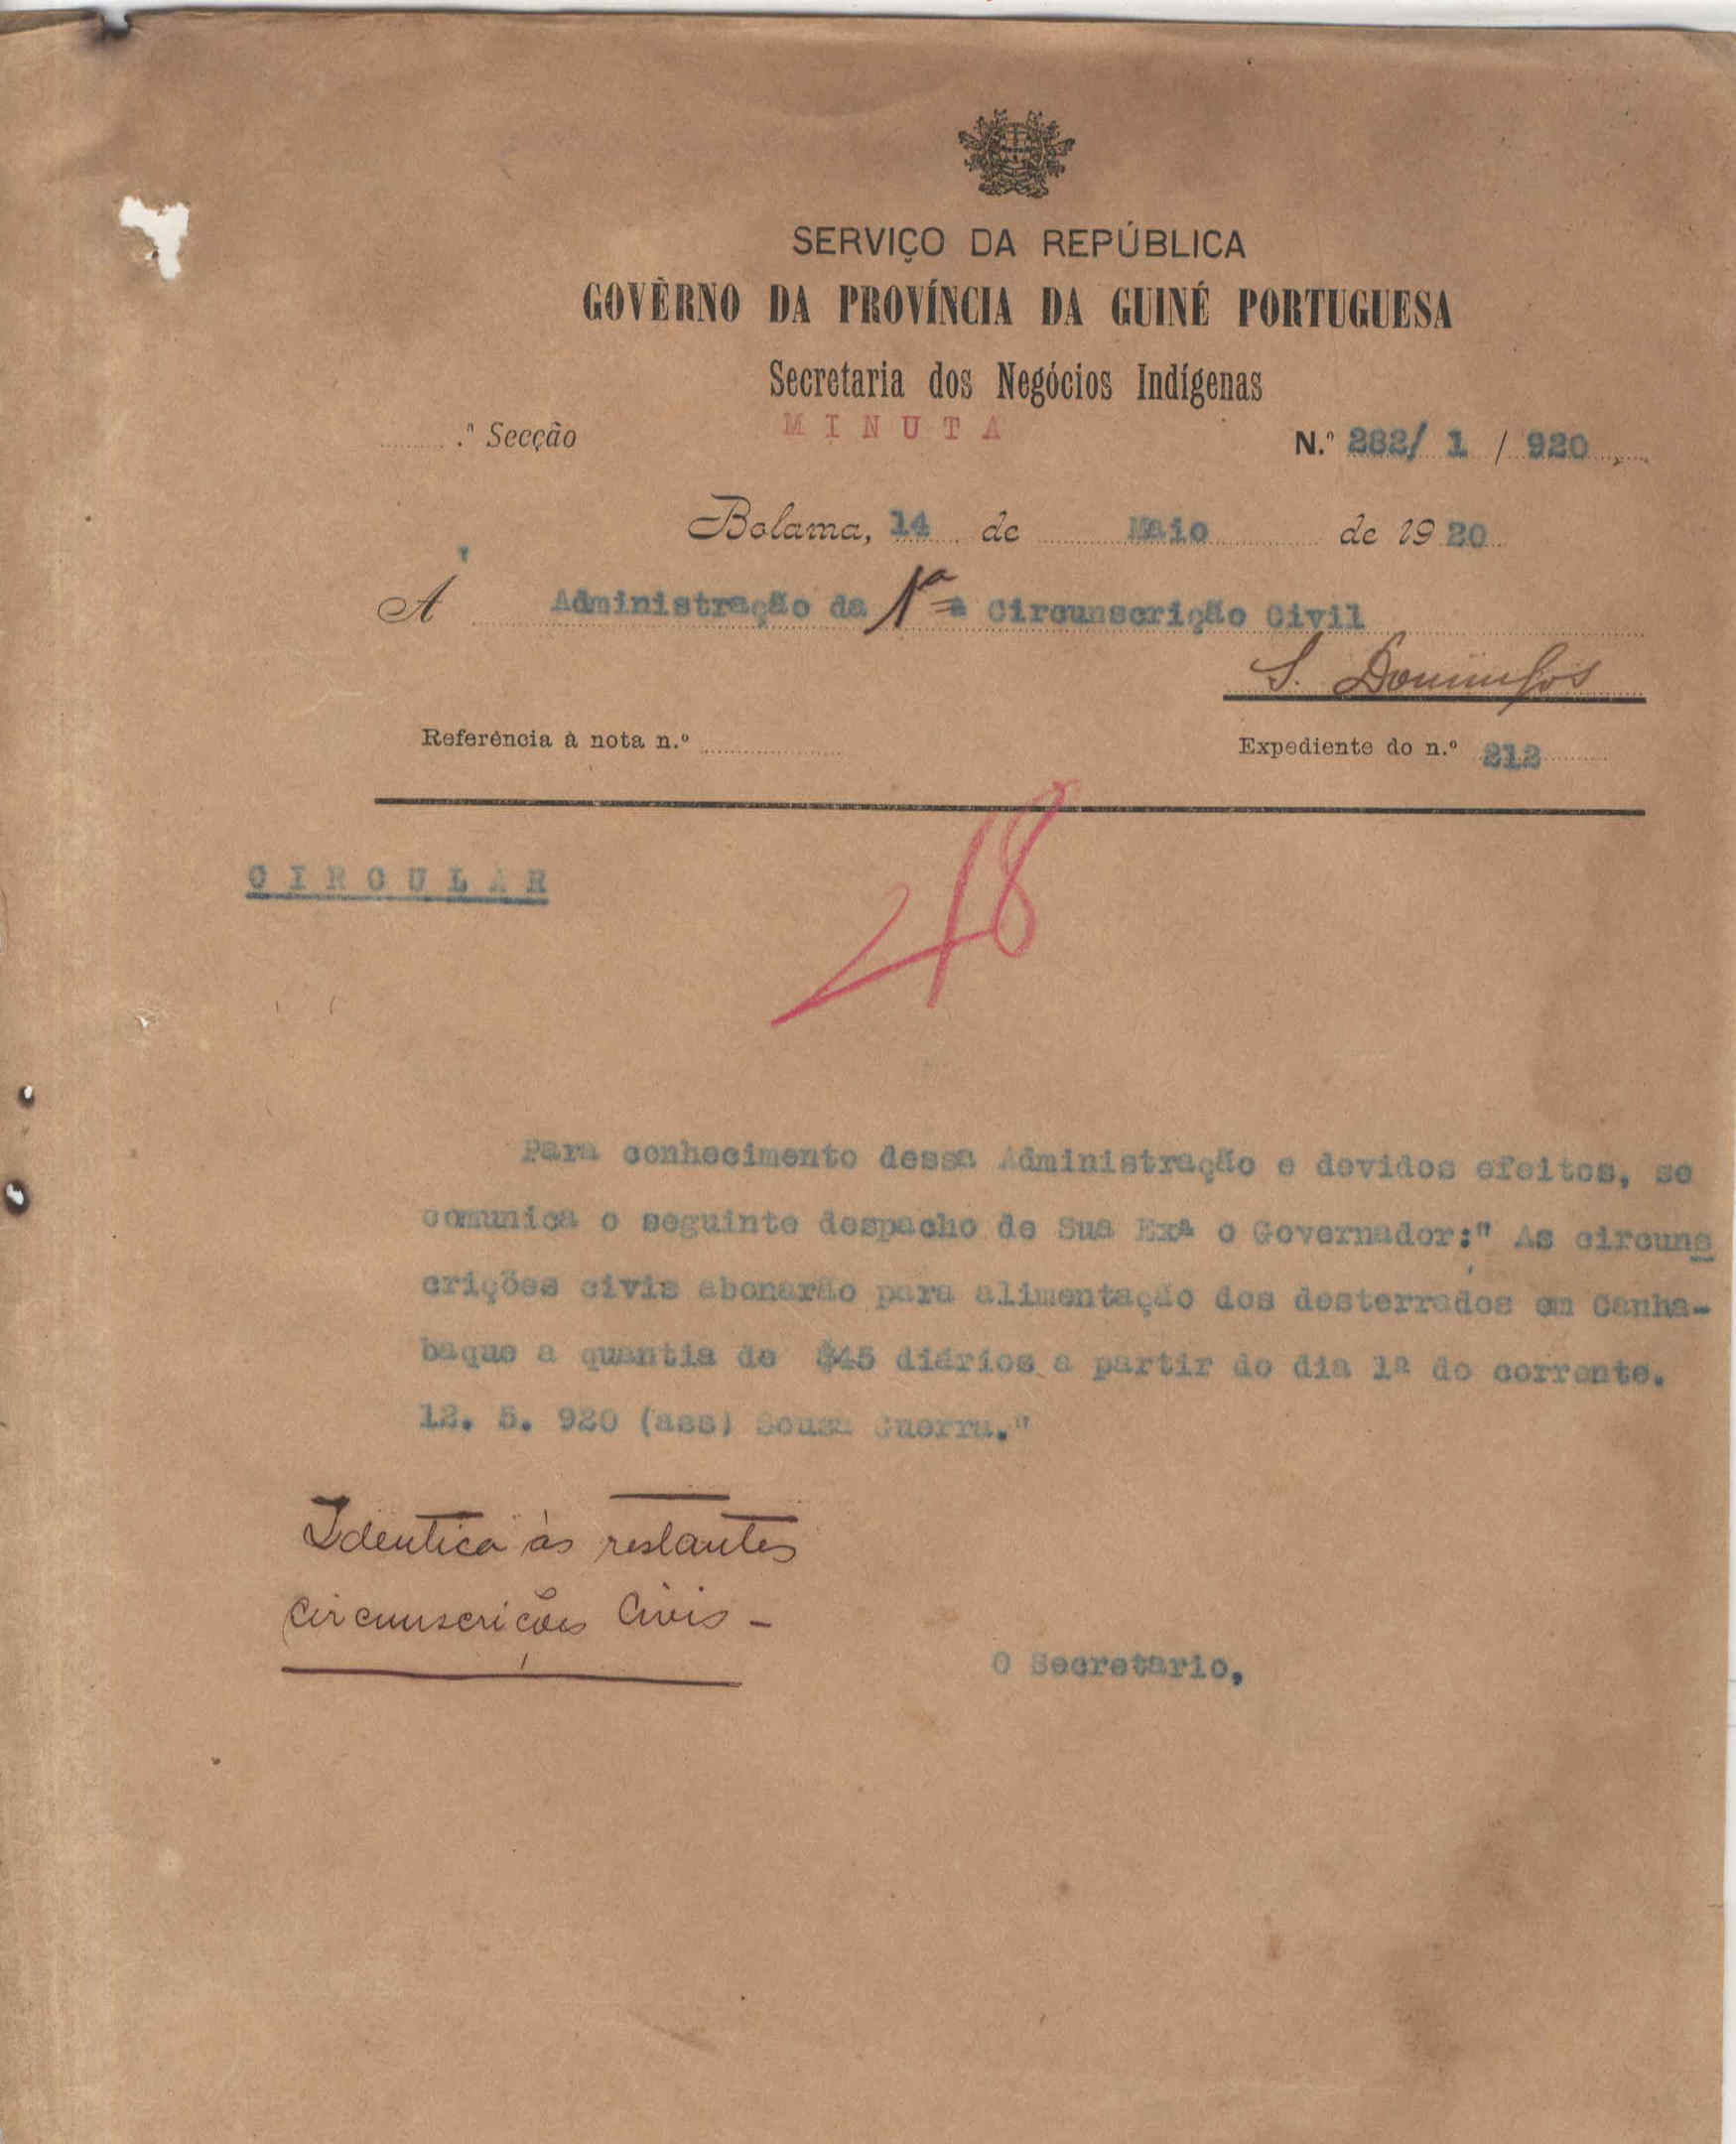 SERVIÇO DA REPÚBLICA
GOVÊRNO DA PROVÍNCIA DA GUINÉ PORTUGUESA
Secretaria dos Negócios Indígenas
.ª Secção
MINUTA
N.º 282/ 1 / 920
Bolama, 14 de Maio de 1920
Á Administração da 1ª ª Circunscrição Civil
S. Domingos
Referência à nota n.º
Expediente do n.º 212
CIRCULAR
218
Para conhecimento dessa Administração e devidos efeitos, se
comunica o seguinte despacho de Sua Exª o Governador:" As circuns
crições civis abonarão para alimentação dos desterrados em Canha-
baque a quantia de $45 diários a partir do dia 1º do corrente.
12. 5. 920 (ass) Sousa Guerra."
Identica às restantes
circunscrições Civis -
O Secretario,